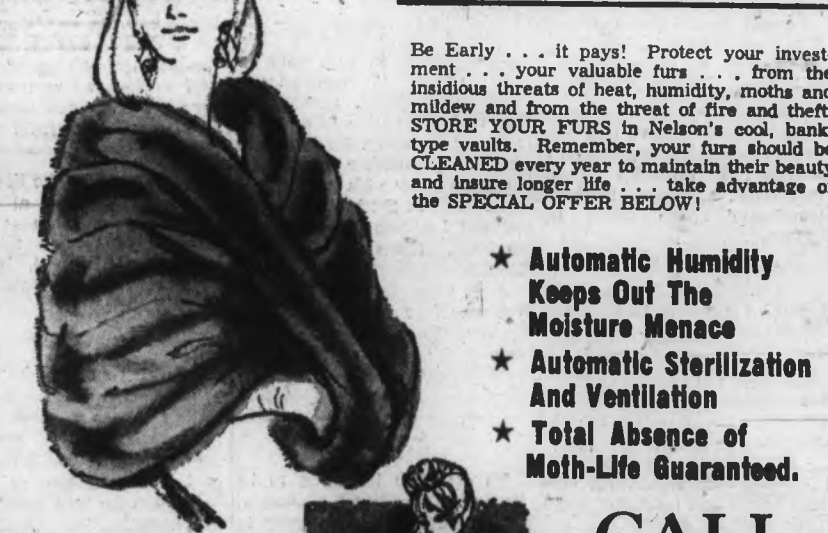 Be Early . . . it pays! Protect your invest-
ment . . . your valuable furs . . . from the
insidious threats of heat, humidity, moths and
mildew and from the threat of fire and theft.
STORE YOUR FURS in Nelson's cool, bank-
type vaults. Remember, your furs should be
CLEANED every year to maintain their beauty
and insure longer life . . . take advantage of
the SPECIAL OFFER BELOW!
★ Automatic Humidity
Keeps Out The
Moisture Menace
★ Automatic Sterilization
And Ventilation
★ Total Absence of
Moth-Life Guaranteed.
CALL